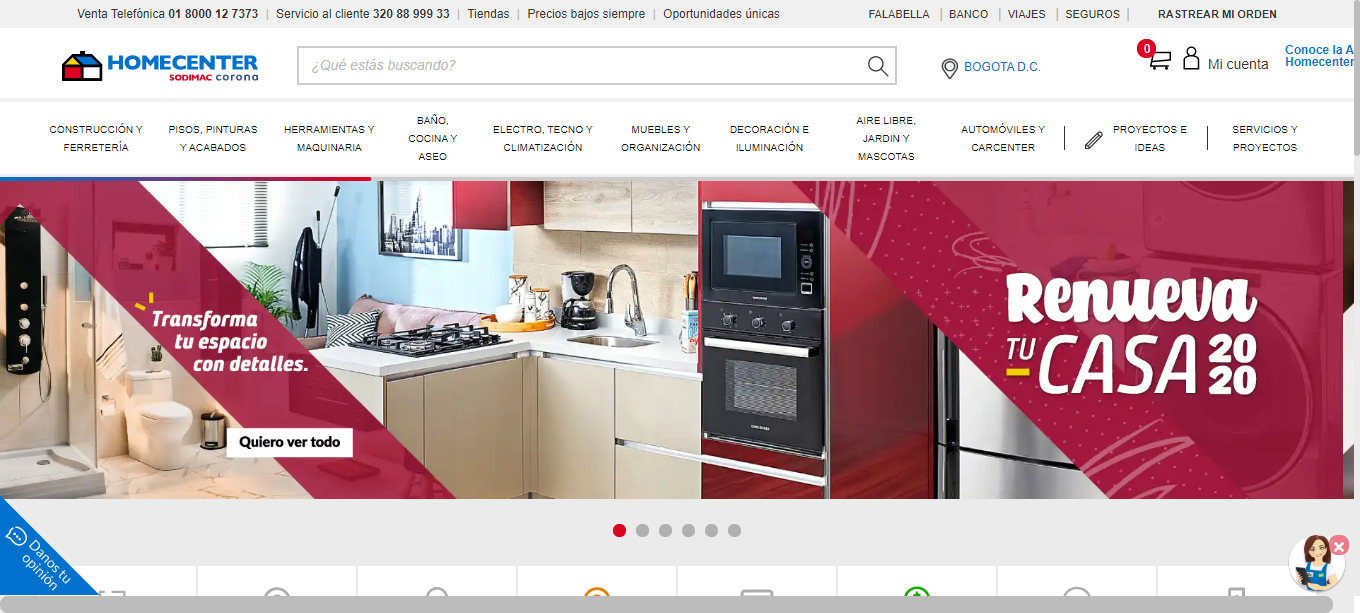 Venta Telefónica 01 8000 12 7373 | Servicio al cliente 320 88 999 33 | Tiendas | Precios bajos siempre | Oportunidades únicas FALABELLA | BANCO | VIAJES | SEGUROS | RASTREAR MI ORDEN
HOMECENTER
SODIMAC corona
¿Qué estás buscando?
BOGOTA D.C.
0
Mi cuenta
Conoce la A
Homecenter
CONSTRUCCIÓN Y
FERRETERÍA
PISOS, PINTURAS
Y ACABADOS
HERRAMIENTAS Y
MAQUINARIA
BAÑO,
COCINA Y
ASEO
ELECTRO, TECNO Y
CLIMATIZACIÓN
MUEBLES Y
ORGANIZACIÓN
DECORACIÓN E
ILUMINACIÓN
AIRE LIBRE,
JARDIN Y
MASCOTAS
AUTOMÓVILES Y
CARCENTER
PROYECTOS E
IDEAS
SERVICIOS Y
PROYECTOS
Transforma
tu espacio
con detalles.
Quiero ver todo
Renueva
TU CASA 20
20
Danos tu
opinión